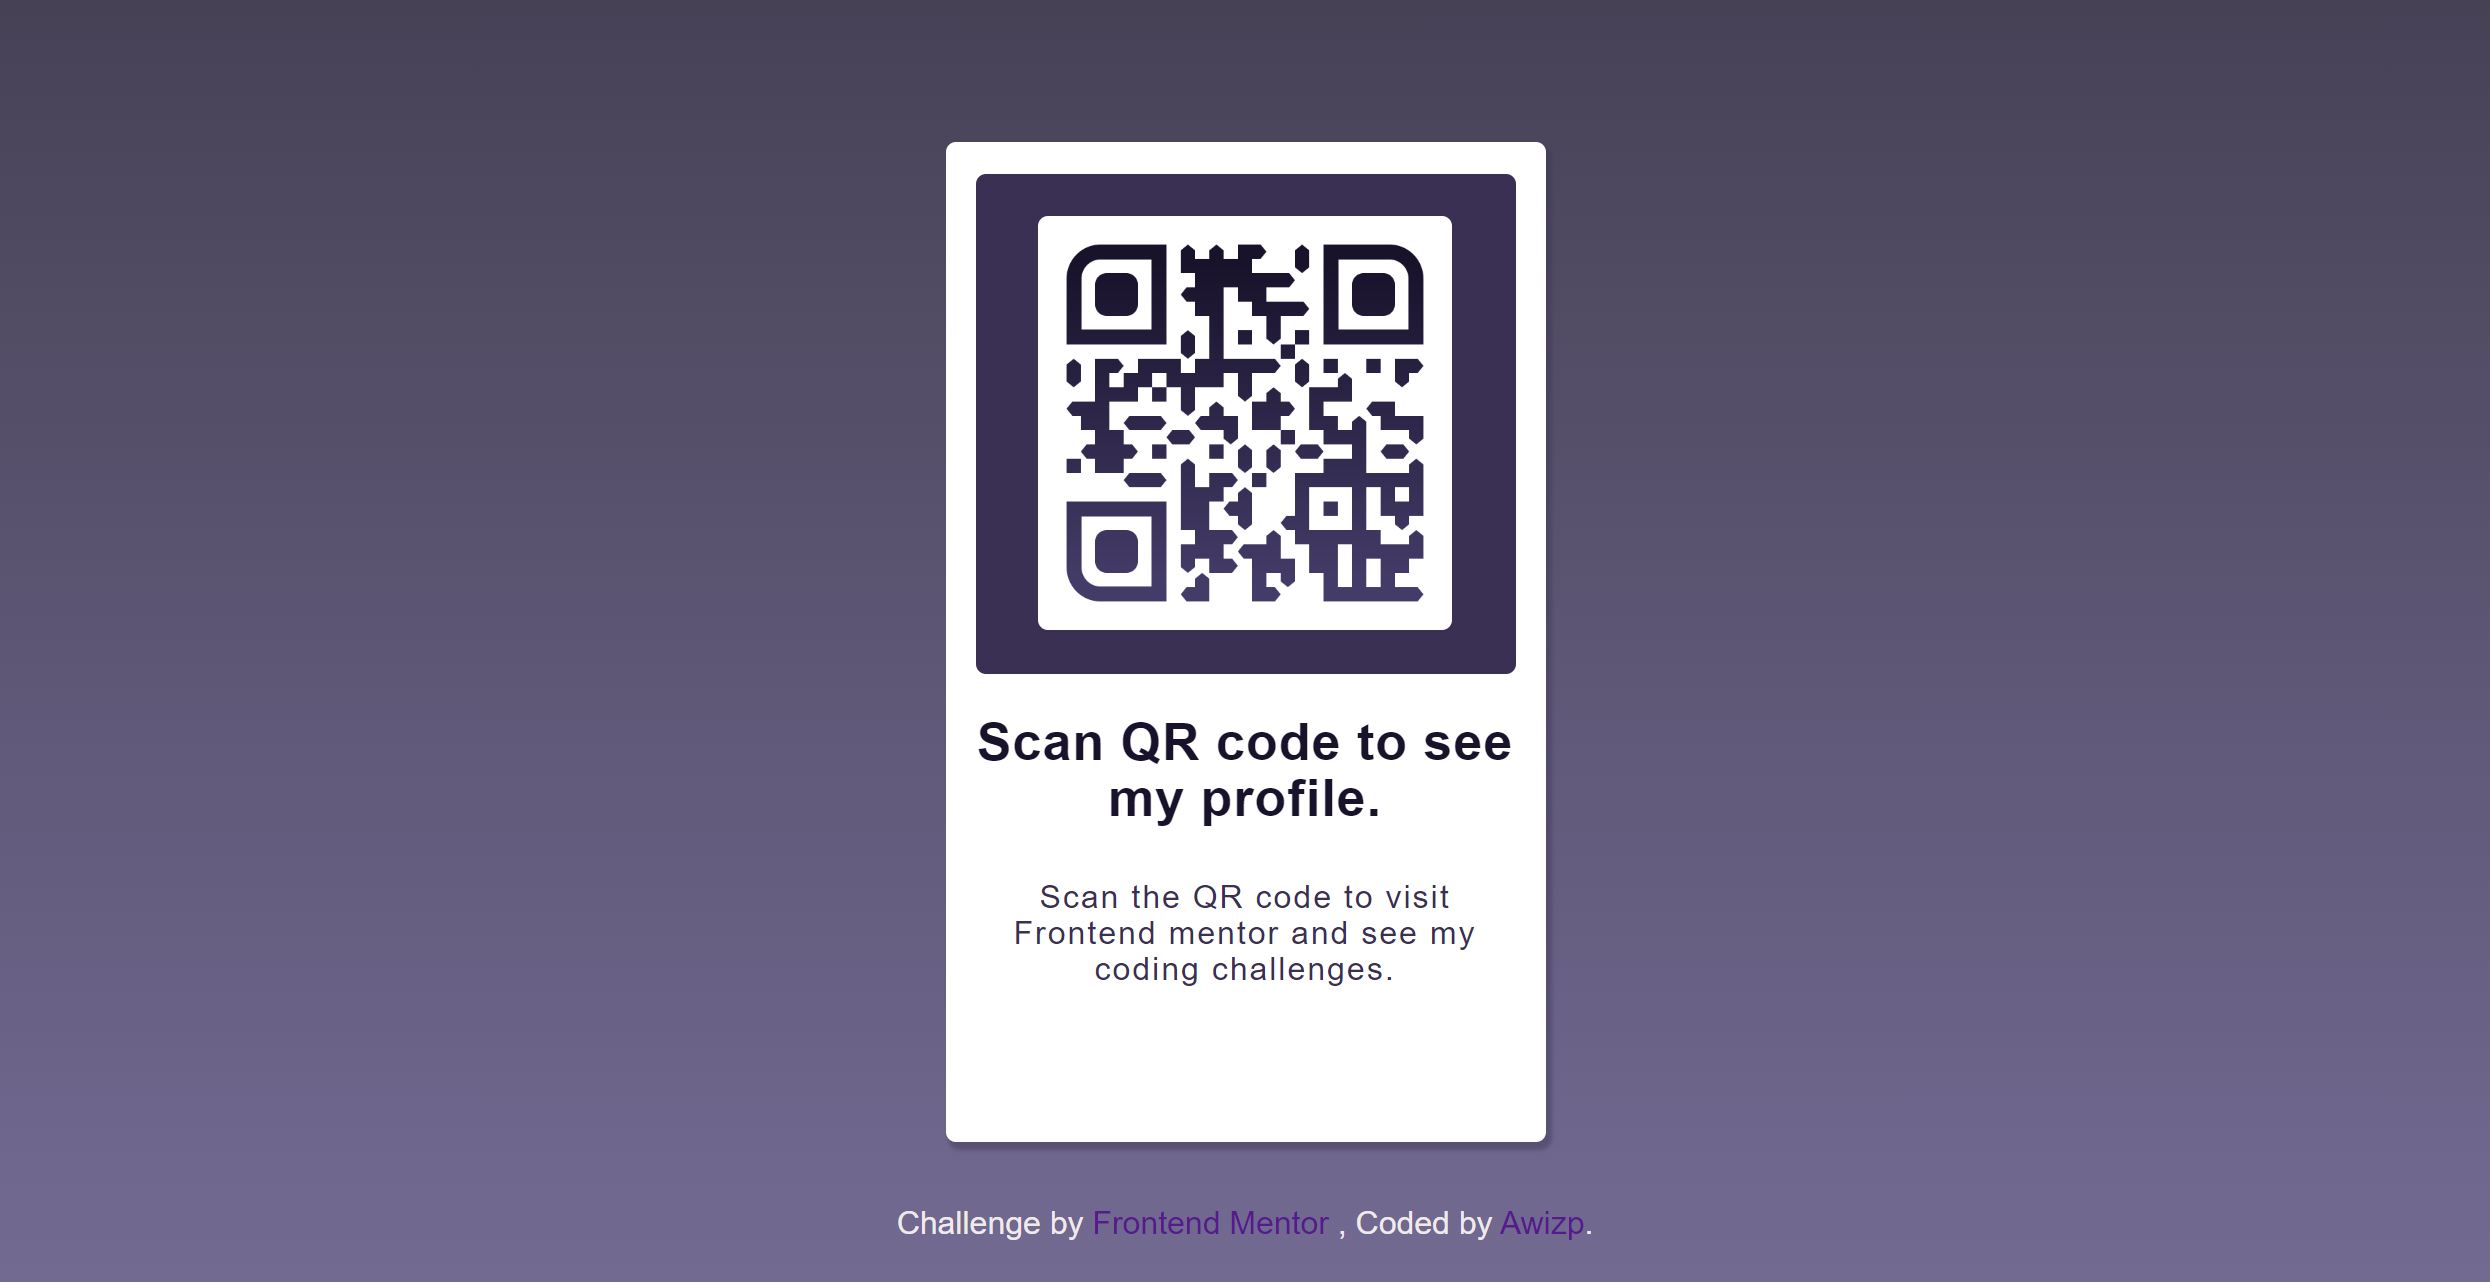 Scan QR code to see
my profile.
Scan the QR code to visit
Frontend mentor and see my
coding challenges.
Challenge by Frontend Mentor , Coded by Awizp.